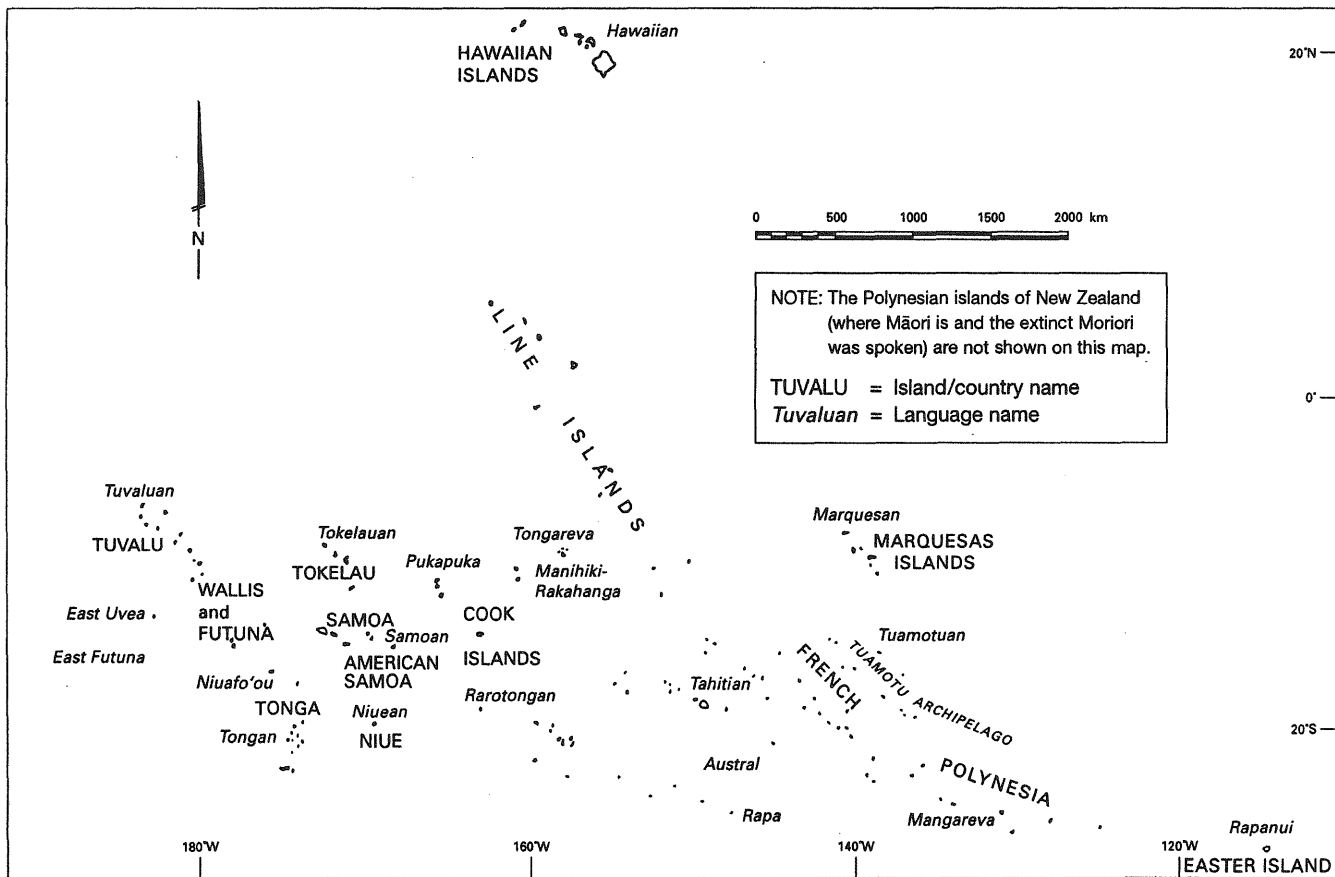 Hawaiian
HAWAIIAN
ISLANDS
20°N
N
0 500 1000 1500 2000 km
NOTE: The Polynesian islands of New Zealand
(where Māori is and the extinct Moriori
was spoken) are not shown on this map.
TUVALU = Island/country name
Tuvaluan = Language name
0°
LINE ISLANDS
Tuvaluan
TUVALU
Tokelauan
TOKELAU
Pukapuka
Tongareva
Manihiki-
Rakahanga
Marquesan
MARQUESAS
ISLANDS
WALLIS
and
FUTUNA
East Uvea
East Futuna
SAMOA
Samoan
AMERICAN
SAMOA
COOK
ISLANDS
Niuafo'ou
TONGA
Tongan
Niuean
NIUE
Rarotongan
Tahitian
Tuamotuan
TUAMOTU ARCHIPELAGO
FRENCH
POLYNESIA
20°S
Austral
Rapa
Mangareva
Rapanui
EASTER ISLAND
180°W
160°W
140°W
120°W